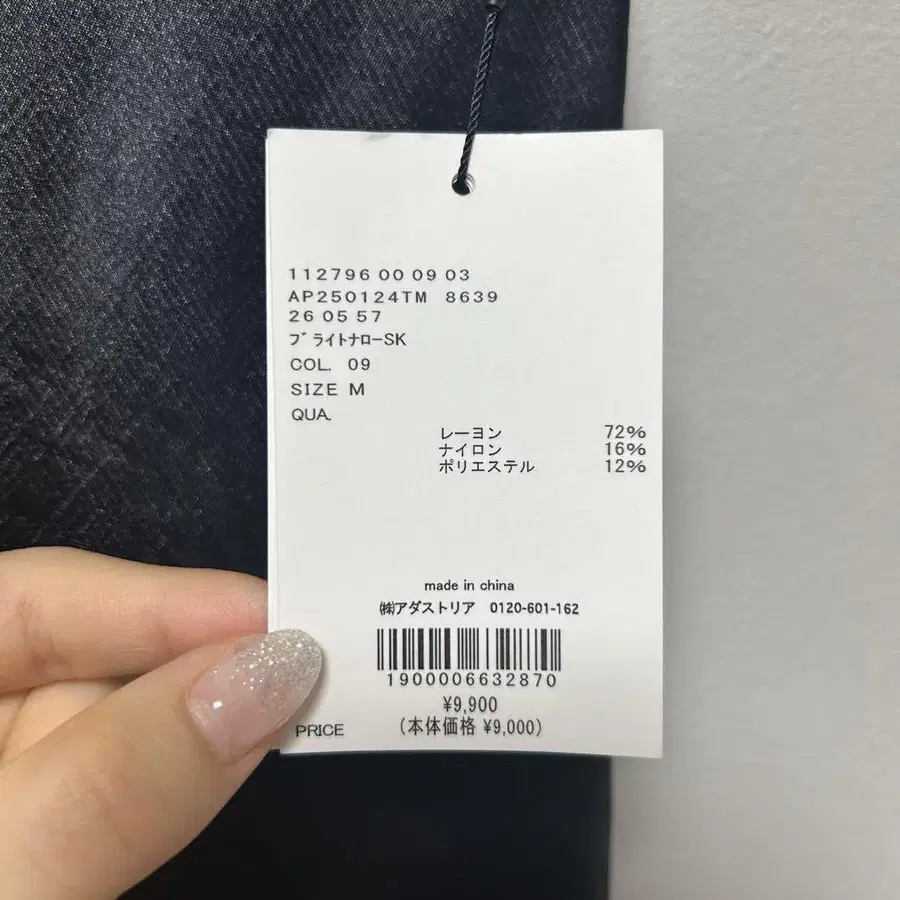 112796 00 09 03
AP250124TM 8639
26 05 57
ブライトナローSK
COL. 09
SIZE M
QUA.
レーヨン 72%
ナイロン 16%
ポリエステル 12%
made in china
㈱アダストリア 0120-601-162
1900006632870
¥9,900
PRICE (本体価格 ¥9,000)